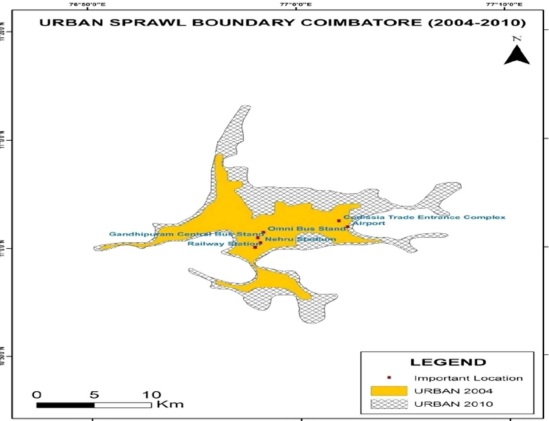 76°50'0"E 77°0'0"E 77°10'0"E
URBAN SPRAWL BOUNDARY COIMBATORE (2004-2010)
N
Codissia Trade Entrance Complex
Airport
Omni Bus Stand
Gandhipuram Central Bus Stand
Nehru Stadium
Railway Station
LEGEND
Important Location
URBAN 2004
URBAN 2010
0 5 10
Km